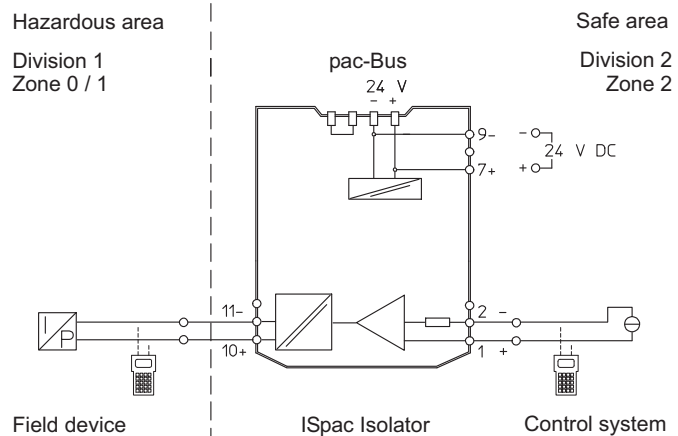 Hazardous area
Safe area
Division 1
Zone 0 / 1
pac-Bus
Division 2
Zone 2
24 V
- +
9-
-
24 V DC
7+
+
11-
2 -
I
P
10+
1 +
Field device
ISpac Isolator
Control system